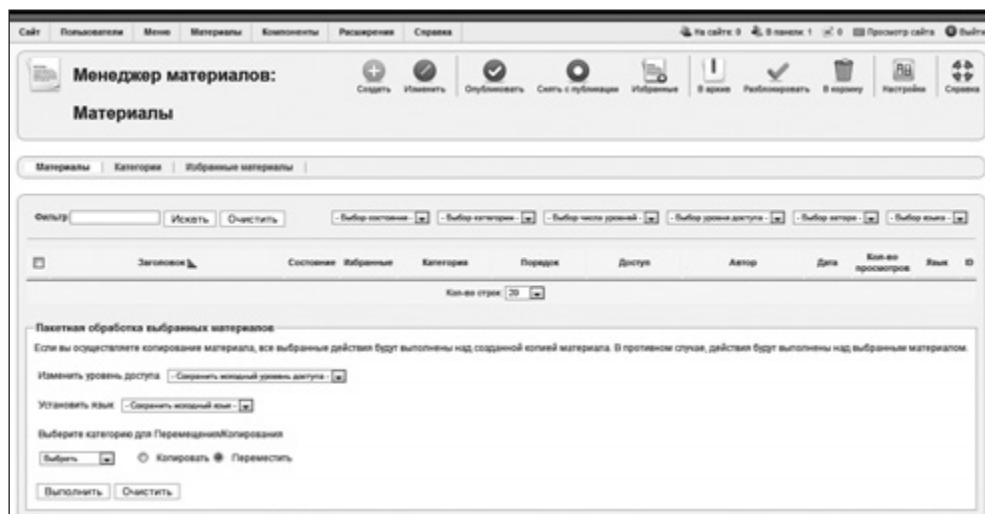 Сайт Пользователи Меню Материалы Компоненты Расширения Справка На сайте: 0 В панели: 1 0 Просмотр сайта Выйти
Менеджер материалов:
Материалы
Создать Изменить Опубликовать Снять с публикации Избранные В архив Разблокировать В корзину Настройки Справка
Материалы Категории Избранные материалы
Фильтр: Искать Очистить - Выбор состояния - - Выбор категории - - Выбор числа уровней - - Выбор уровня доступа - - Выбор автора - - Выбор языка -
Заголовок Состояние Избранные Категория Порядок Доступ Автор Дата Кол-во просмотров Язык ID
Кол-во строк: 20
Пакетная обработка выбранных материалов
Если вы осуществляете копирование материала, все выбранные действия будут выполнены над созданной копией материала. В противном случае, действия будут выполнены над выбранным материалом.
Изменить уровень доступа - Сохранить исходный уровень доступа -
Установить язык - Сохранить исходный язык -
Выберите категорию для Перемещения/Копирования
Выбрать Копировать Переместить
Выполнить Очистить